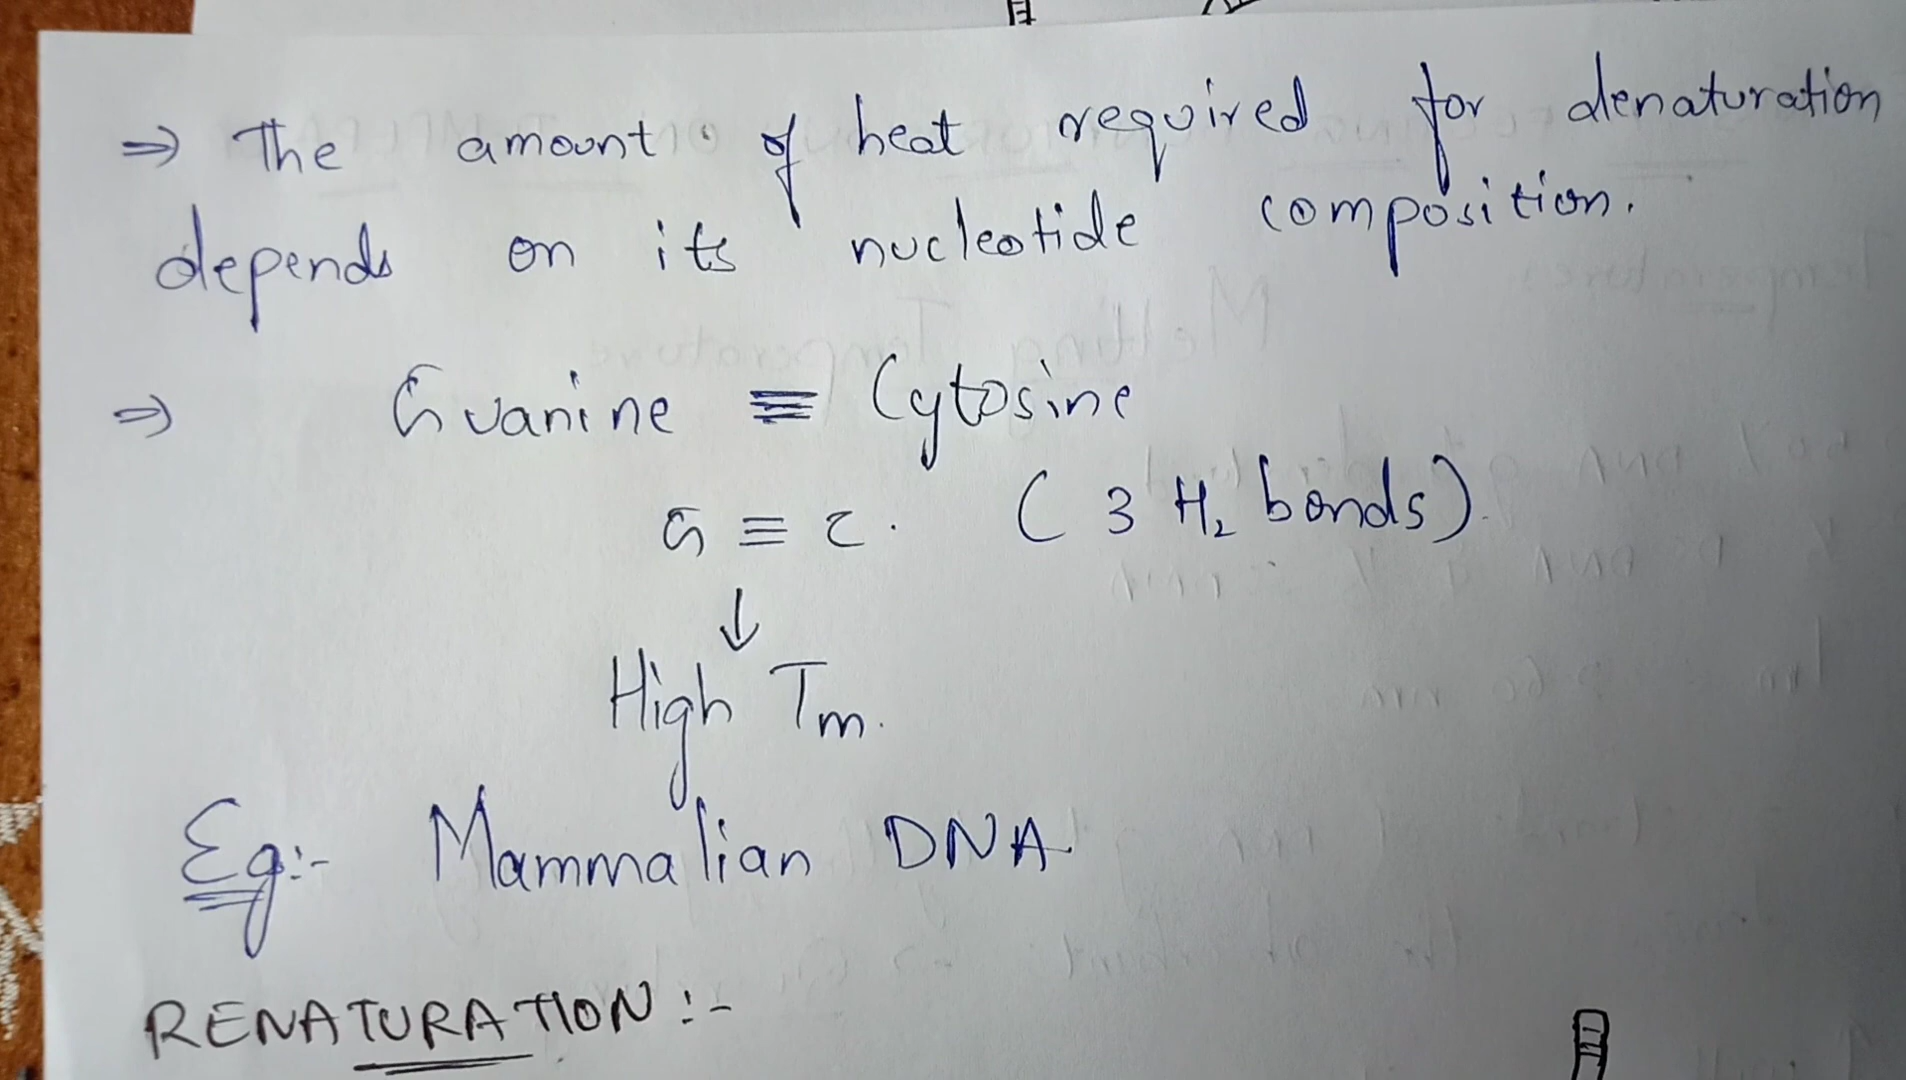 ⇒ The amount of heat required for denaturation
depends on its nucleotide composition.
⇒ Guanine ≡ Cytosine
G ≡ C. (3 H₂ bonds).
↓
High Tm.
Eg:- Mammalian DNA
RENATURATION :-